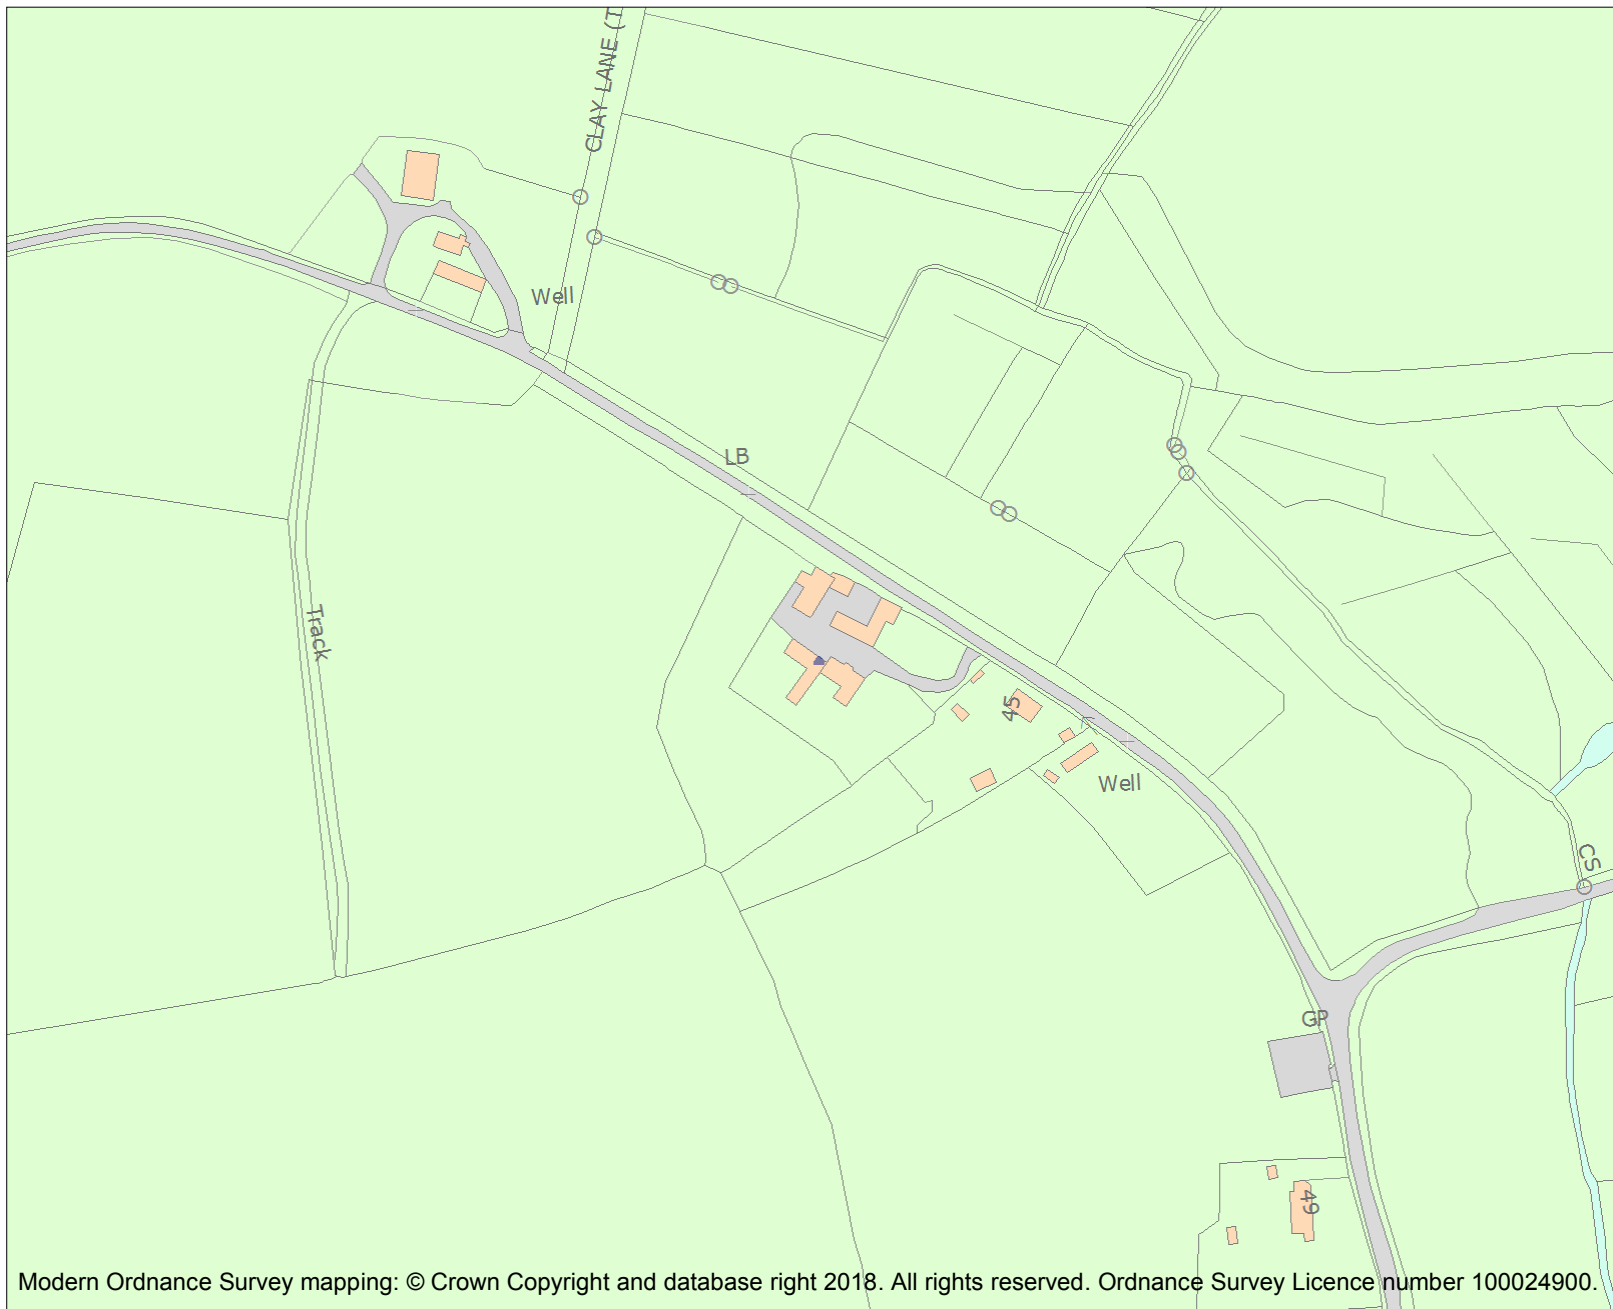 CLAY LANE (T
Well
LB
Track
45
Well
CS
GP
49
Modern Ordnance Survey mapping: © Crown Copyright and database right 2018. All rights reserved. Ordnance Survey Licence number 100024900.